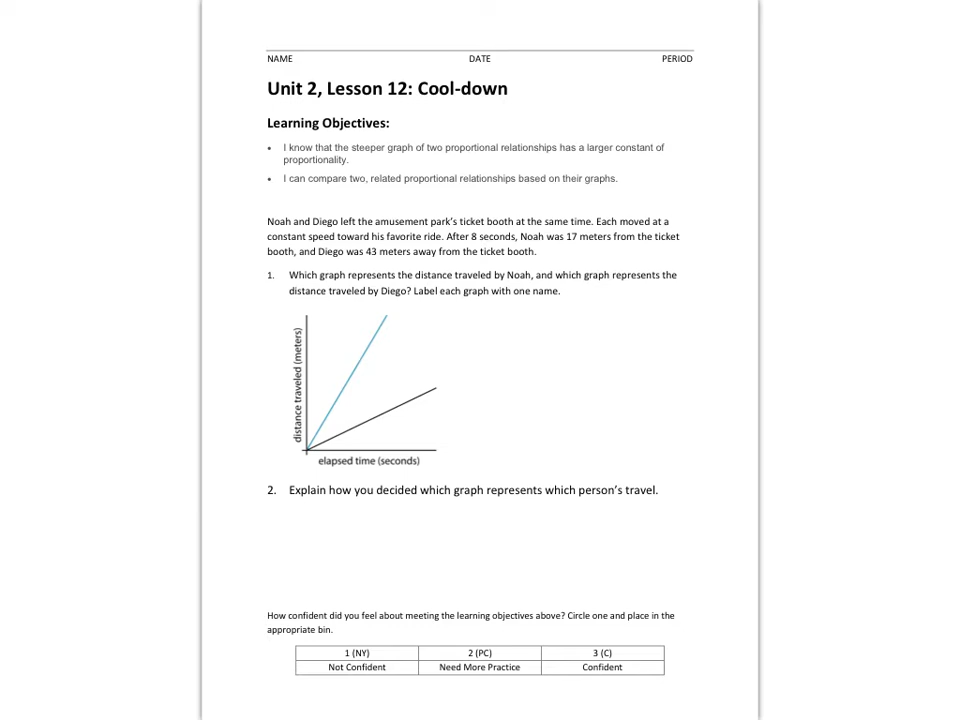 NAME DATE PERIOD
Unit 2, Lesson 12: Cool-down
Learning Objectives:
• I know that the steeper graph of two proportional relationships has a larger constant of
proportionality.
• I can compare two, related proportional relationships based on their graphs.
Noah and Diego left the amusement park's ticket booth at the same time. Each moved at a
constant speed toward his favorite ride. After 8 seconds, Noah was 17 meters from the ticket
booth, and Diego was 43 meters away from the ticket booth.
1. Which graph represents the distance traveled by Noah, and which graph represents the
distance traveled by Diego? Label each graph with one name.
distance traveled (meters)
elapsed time (seconds)
2. Explain how you decided which graph represents which person's travel.
How confident did you feel about meeting the learning objectives above? Circle one and place in the
appropriate bin.
1 (NY) 2 (PC) 3 (C)
Not Confident Need More Practice Confident